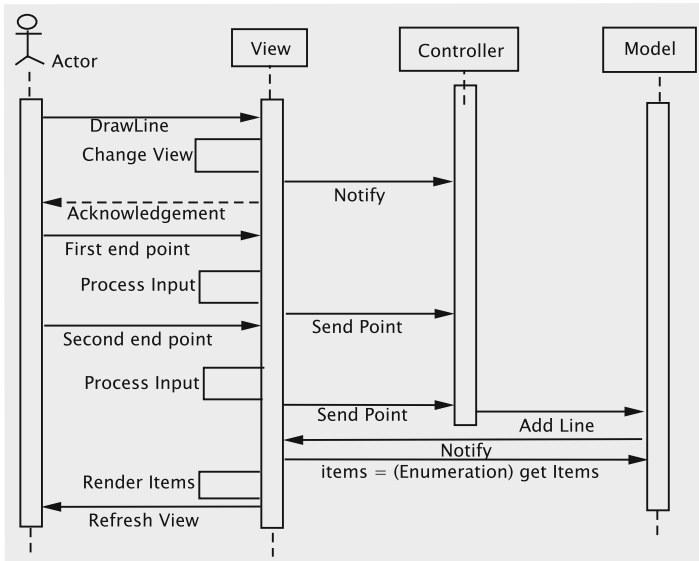 Actor
View
Controller
Model
DrawLine
Change View
Notify
Acknowledgement
First end point
Process Input
Send Point
Second end point
Process Input
Send Point
Add Line
Notify
items = (Enumeration) get Items
Render Items
Refresh View